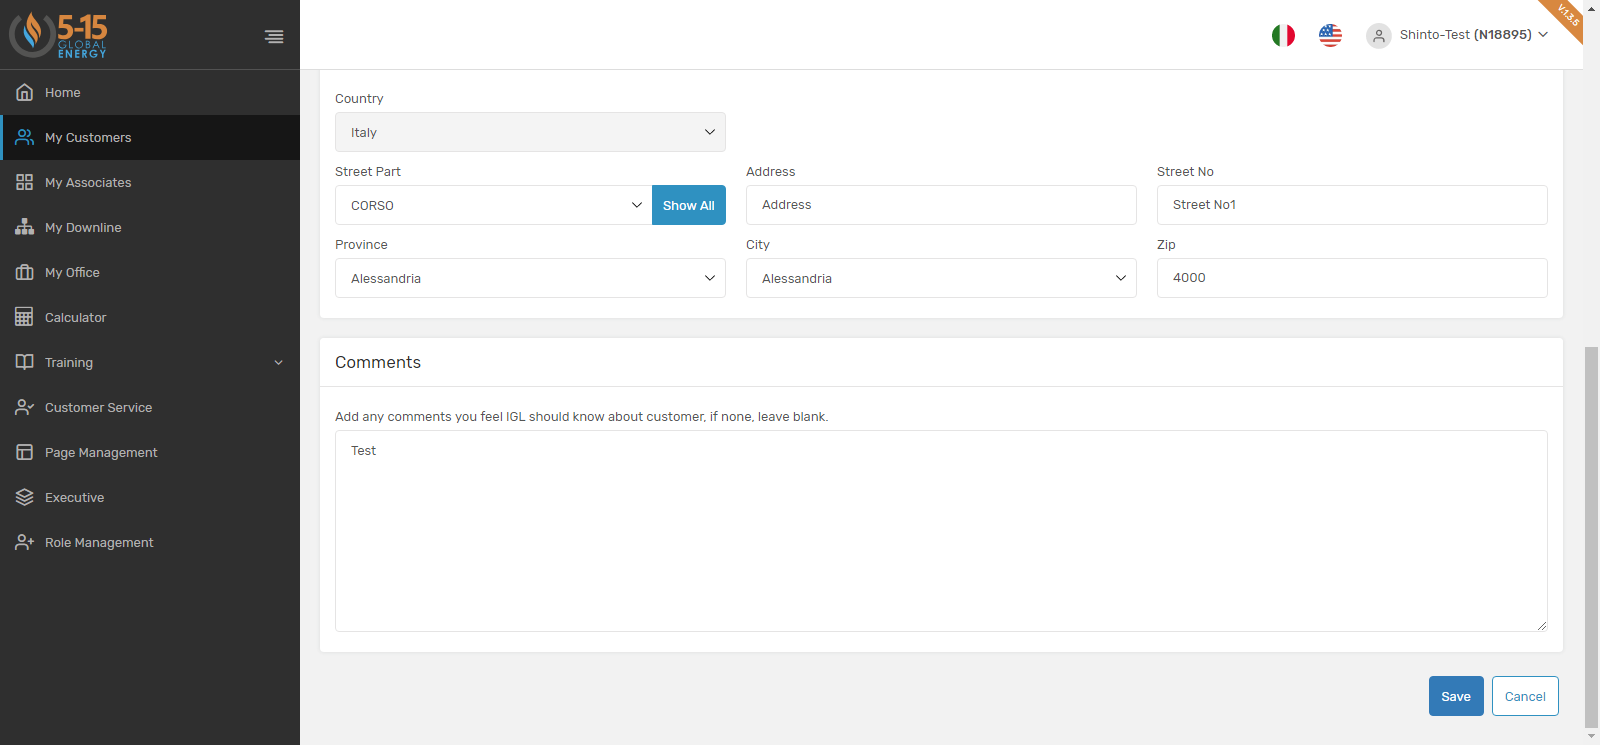 5-15
GLOBAL
ENERGY
Shinto-Test (N18895)
V.1.3.5
Home
My Customers
My Associates
My Downline
My Office
Calculator
Training
Customer Service
Page Management
Executive
Role Management
Country
Italy
Street Part
Address
Street No
CORSO
Show All
Address
Street No1
Province
City
Zip
Alessandria
Alessandria
4000
Comments
Add any comments you feel IGL should know about customer, if none, leave blank.
Test
Save
Cancel